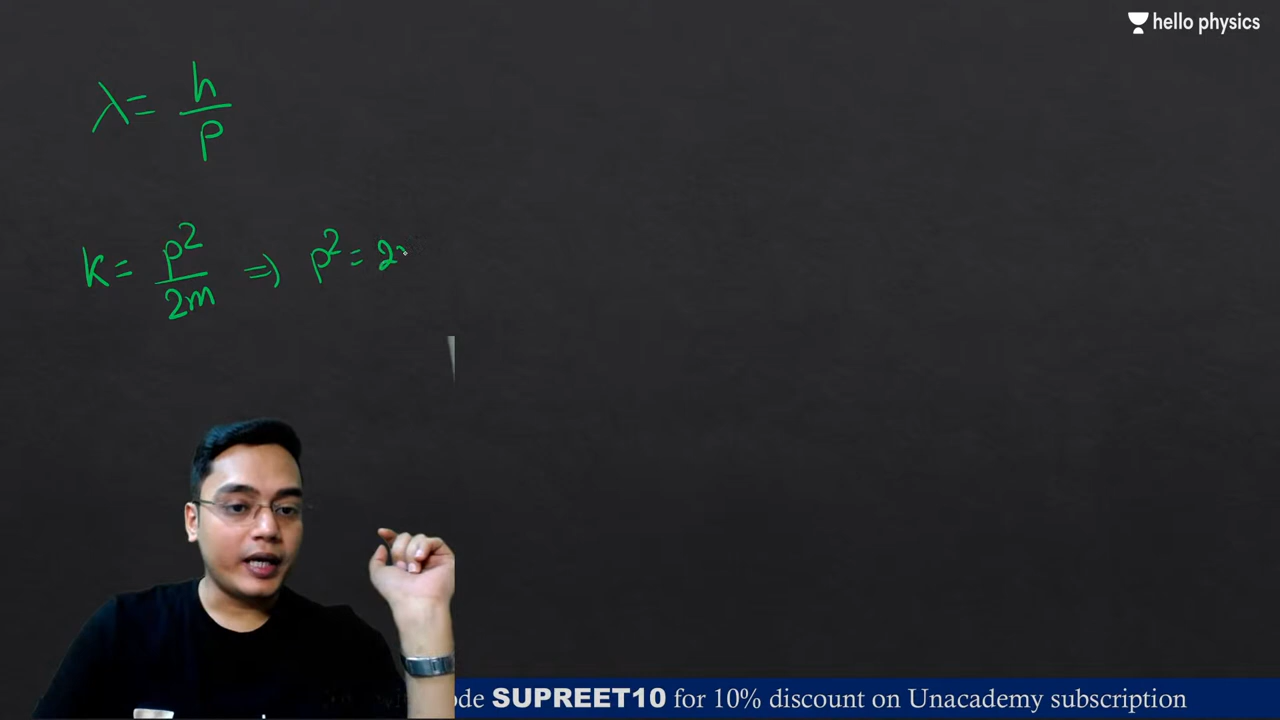 hello physics
λ = h/p
K = p²/2m ⇒ p² = 2
ode SUPREET10 for 10% discount on Unacademy subscription